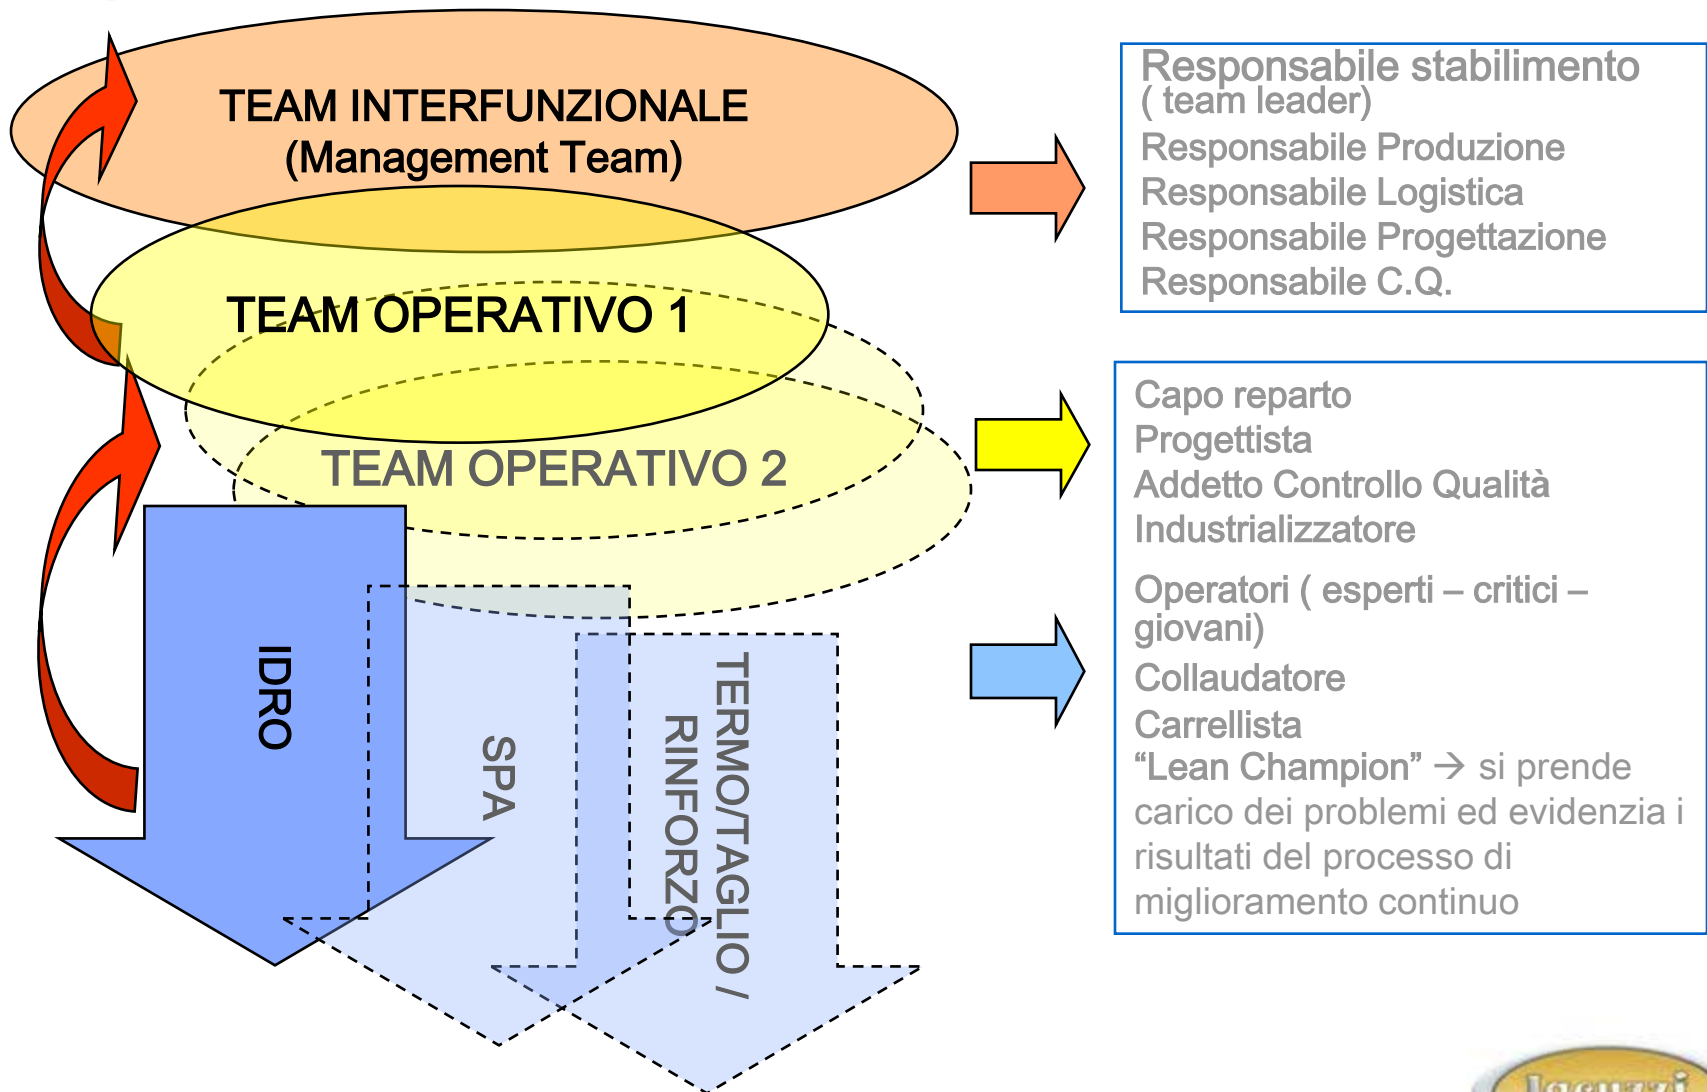 TEAM INTERFUNZIONALE
(Management Team)
TEAM OPERATIVO 1
TEAM OPERATIVO 2
IDRO
SPA
TERMO/TAGLIO /
RINFORZO
Responsabile stabilimento
( team leader)
Responsabile Produzione
Responsabile Logistica
Responsabile Progettazione
Responsabile C.Q.
Capo reparto
Progettista
Addetto Controllo Qualità
Industrializzatore
Operatori ( esperti – critici –
giovani)
Collaudatore
Carrellista
“Lean Champion” → si prende
carico dei problemi ed evidenzia i
risultati del processo di
miglioramento continuo
Jacuzzi